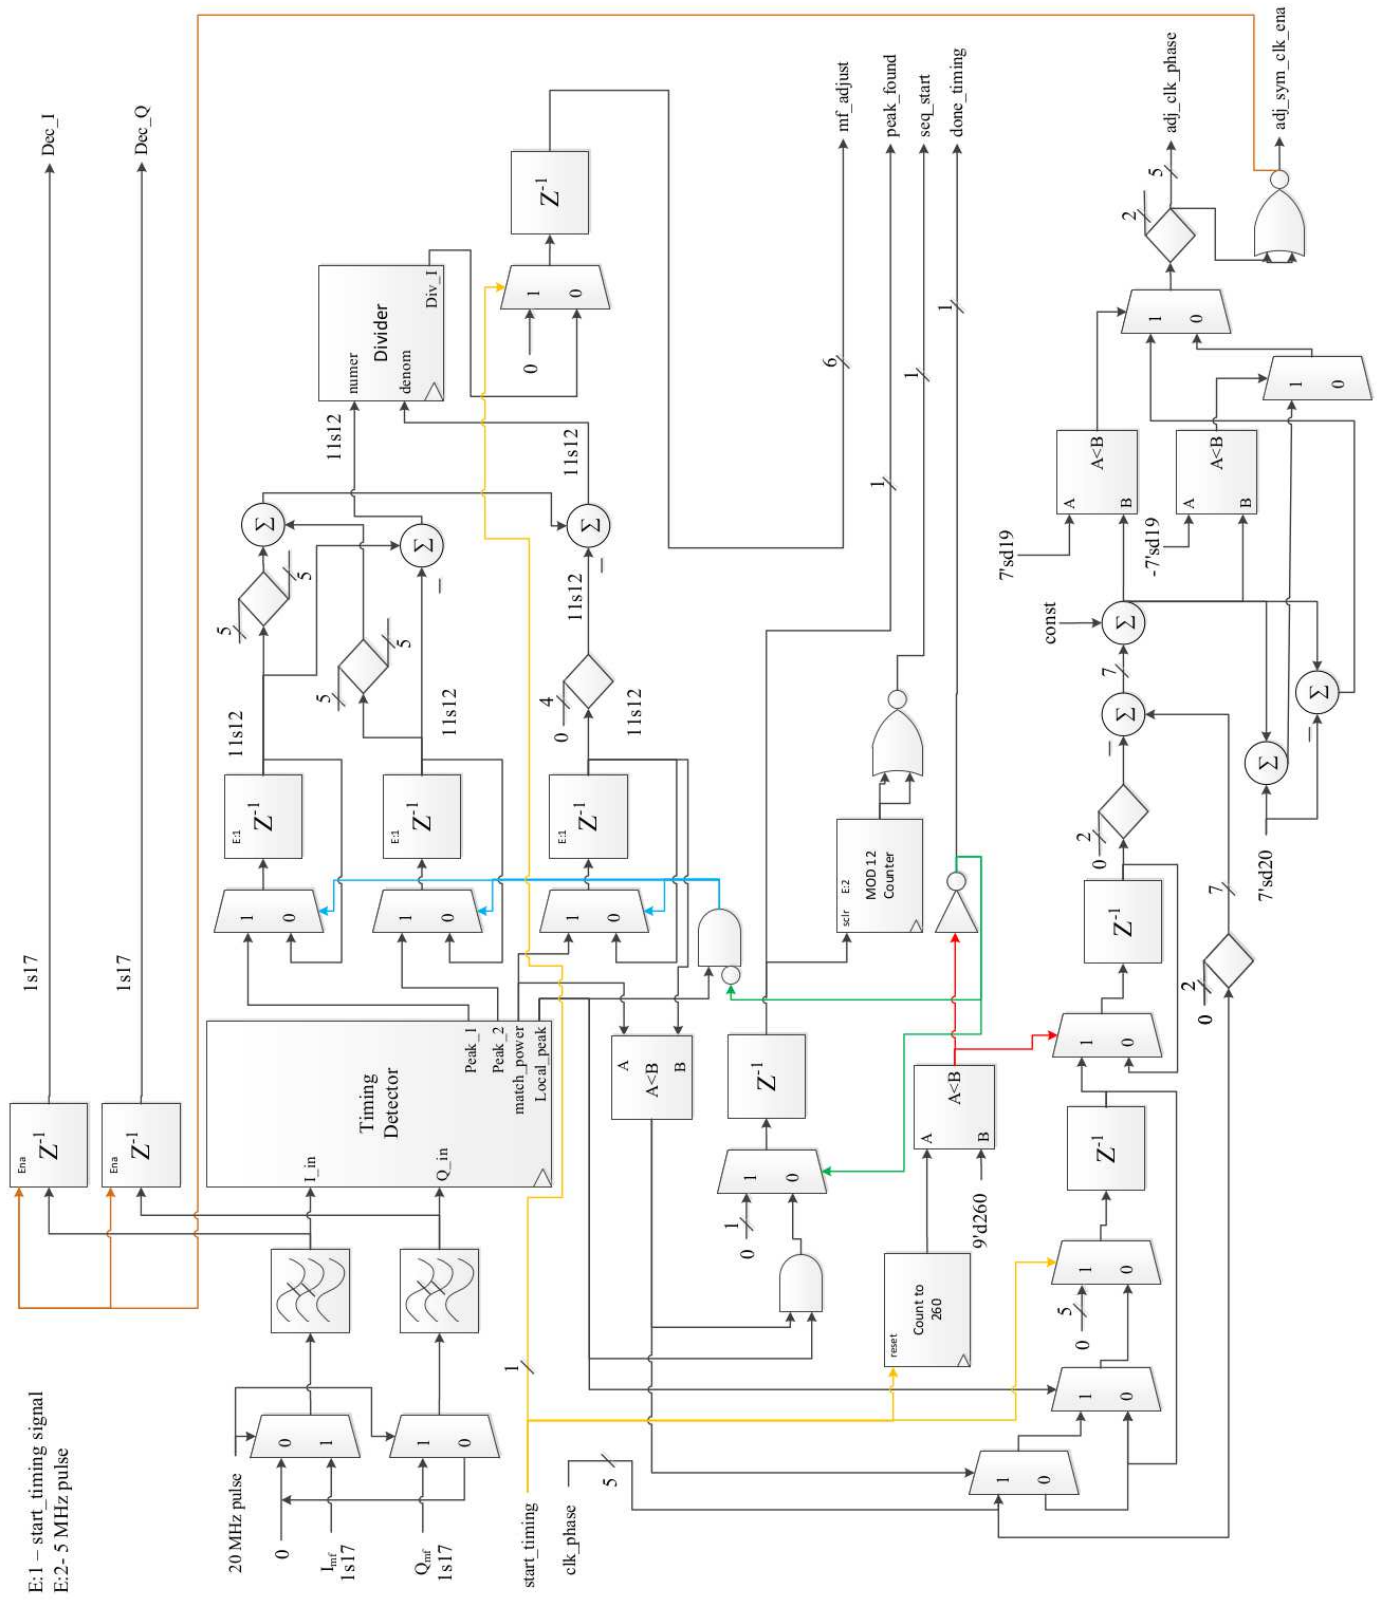 E:1 – start_timing signal
E:2- 5 MHz pulse
20 MHz pulse
0
I_mf
1s17
Q_mf
1s17
0
1
1
0
start_timing
1
clk_phase
5
Ena
Z-1
1s17
Dec_I
Ena
Z-1
1s17
Dec_Q
Timing
Detector
I_in
Q_in
Peak_1
Peak_2
match_power
Local_peak
1
0
E:1
Z-1
11s12
5
5
Σ
1
0
E:1
Z-1
11s12
5
5
Σ
–
11s12
1
0
E:1
Z-1
11s12
0
4
11s12
Σ
–
11s12
numer
denom
Divider
Div_I
0
1
0
Z-1
6
mf_adjust
A
A<B
B
0
1
1
0
Z-1
1
peak_found
sclr
E:2
MOD 12
Counter
1
seq_start
reset
Count to
260
9'd260
A
B
A<B
1
done_timing
1
0
1
0
0
5
1
0
Z-1
1
0
Z-1
0
2
–
Σ
7
const
Σ
0
2
7
7'sd20
Σ
–
Σ
7'sd19
A
B
A<B
-7'sd19
A
B
A<B
1
0
1
0
2
5
adj_clk_phase
adj_sym_clk_ena